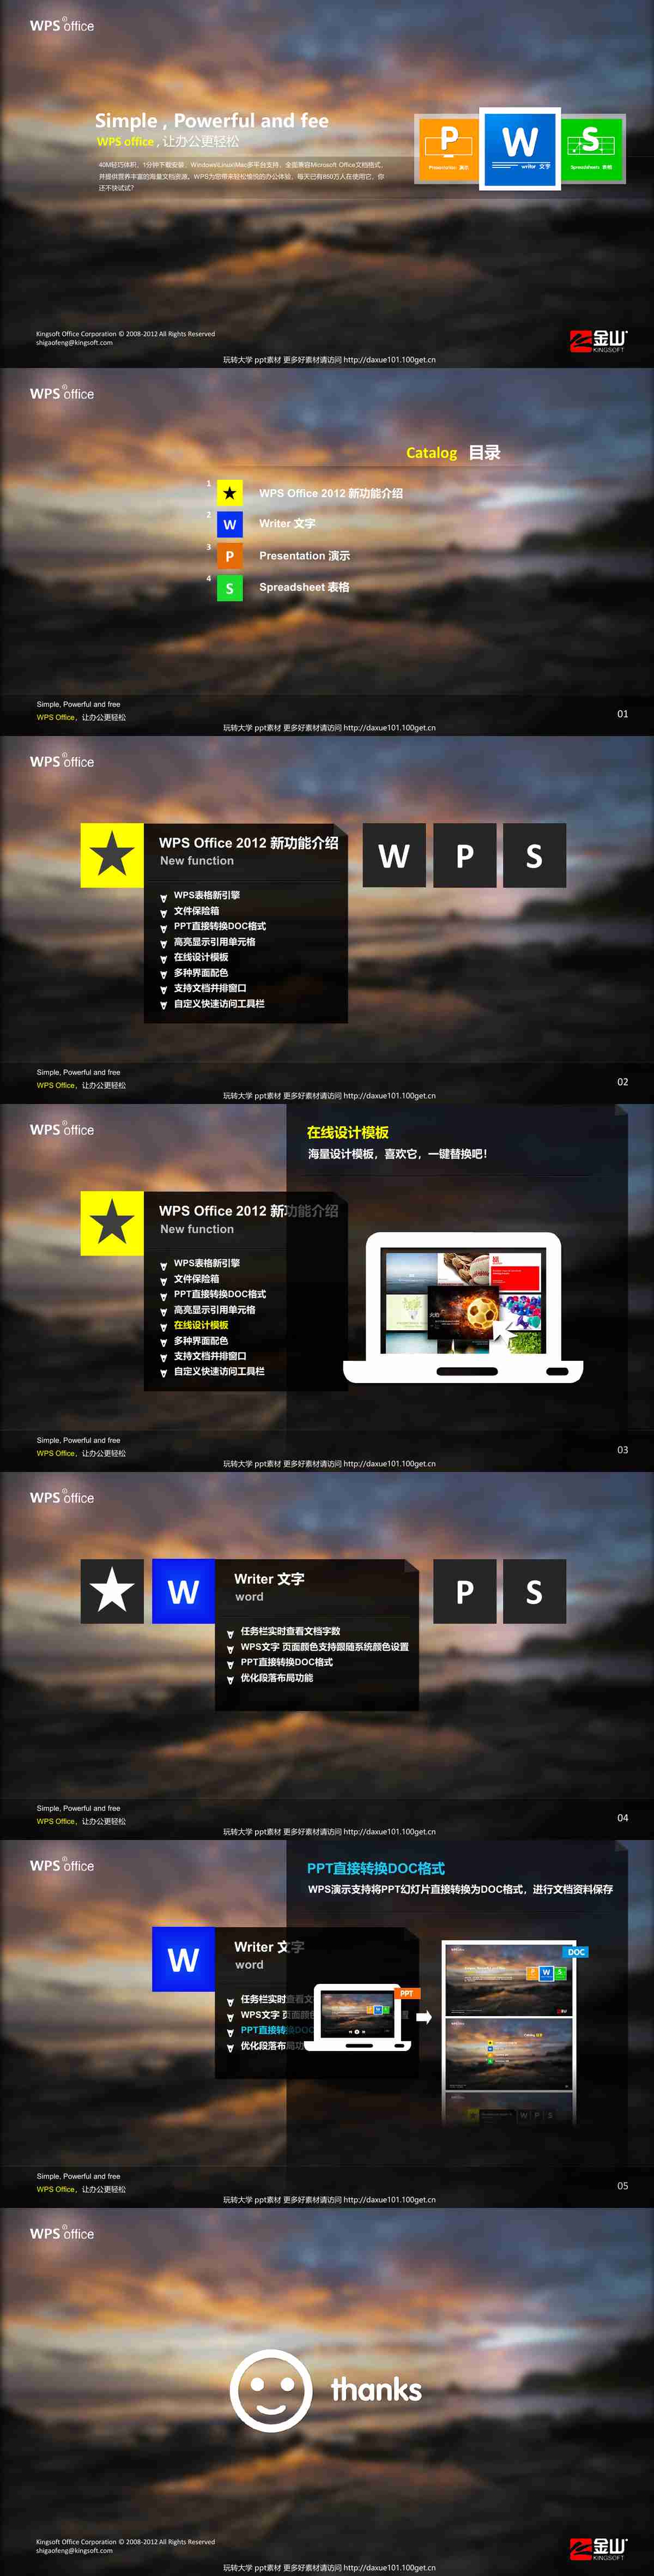 WPS office
Simple , Powerful and fee
WPS office , 让办公更轻松
40M轻巧体积，1分钟下载安装，Windows\Linux\Mac多平台支持，全面兼容Microsoft Office文档格式，
并提供世界丰富的海量文档资源。WPS为您带来轻松愉悦的办公体验，每天已有850万人在使用它，你
还不快试试?
P
Presentation 演示
W
writer 文字
S
Spreadsheets 表格
Kingsoft Office Corporation © 2008-2012 All Rights Reserved
shigaofeng@kingsoft.com
金山
KINGSOFT
玩转大学 ppt素材 更多好素材请访问 http://daxue101.100get.cn
WPS office
Catalog 目录
1 WPS Office 2012 新功能介绍
2 W Writer 文字
3 P Presentation 演示
4 S Spreadsheet 表格
Simple, Powerful and free
WPS Office，让办公更轻松
01
玩转大学 ppt素材 更多好素材请访问 http://daxue101.100get.cn
WPS office
WPS Office 2012 新功能介绍
New function
W P S
WPS表格新引擎
文件保险箱
PPT直接转换DOC格式
高亮显示引用单元格
在线设计模板
多种界面配色
支持文档并排窗口
自定义快速访问工具栏
Simple, Powerful and free
WPS Office，让办公更轻松
02
玩转大学 ppt素材 更多好素材请访问 http://daxue101.100get.cn
WPS office
在线设计模板
海量设计模板，喜欢它，一键替换吧！
WPS Office 2012 新功能介绍
New function
WPS表格新引擎
文件保险箱
PPT直接转换DOC格式
高亮显示引用单元格
在线设计模板
多种界面配色
支持文档并排窗口
自定义快速访问工具栏
Simple, Powerful and free
WPS Office，让办公更轻松
03
玩转大学 ppt素材 更多好素材请访问 http://daxue101.100get.cn
WPS office
W
Writer 文字
word
P S
任务栏实时查看文档字数
WPS文字 页面颜色支持跟随系统颜色设置
PPT直接转换DOC格式
优化段落布局功能
Simple, Powerful and free
WPS Office，让办公更轻松
04
玩转大学 ppt素材 更多好素材请访问 http://daxue101.100get.cn
WPS office
PPT直接转换DOC格式
WPS演示支持将PPT幻灯片直接转换为DOC格式，进行文档资料保存
W
Writer 文字
word
任务栏实时查看文
WPS文字 页面颜
PPT直接转换DOC
优化段落布局功
PPT
DOC
Simple, Powerful and free
WPS Office，让办公更轻松
05
玩转大学 ppt素材 更多好素材请访问 http://daxue101.100get.cn
WPS office
thanks
Kingsoft Office Corporation © 2008-2012 All Rights Reserved
shigaofeng@kingsoft.com
金山
KINGSOFT
玩转大学 ppt素材 更多好素材请访问 http://daxue101.100get.cn